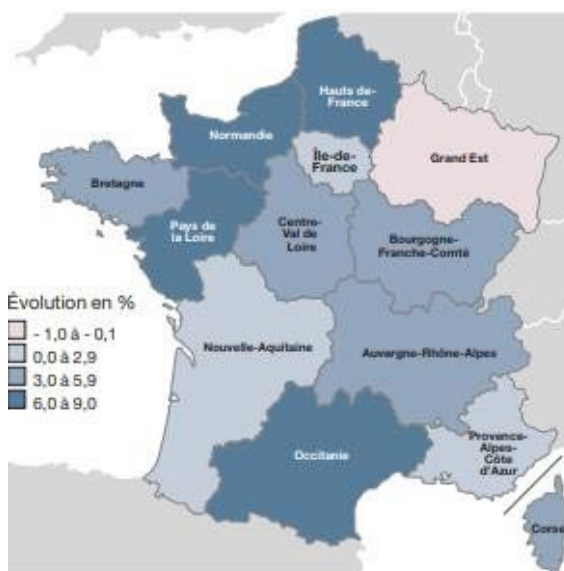 Hauts de-
France
Normandie
Île-de-
France
Grand Est
Bretagne
Pays de
la Loire
Centre-
Val de
Loire
Bourgogne-
Franche-Comté
Évolution en %
- 1,0 à - 0,1
0,0 à 2,9
3,0 à 5,9
6,0 à 9,0
Nouvelle-Aquitaine
Auvergne-Rhône-Alpes
Occitanie
Provence-
Alpes-
Côte
d'Azur
Corse